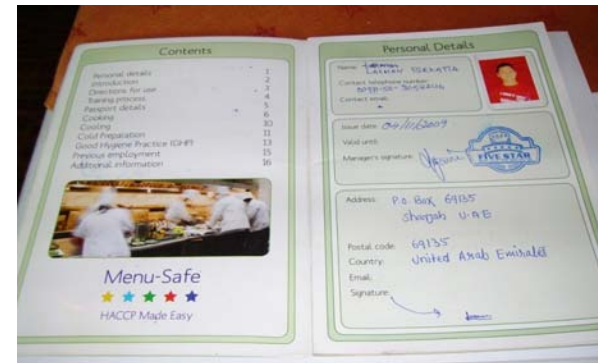 Contents
Personal details 1
Introduction 2
Directions for use 3
Training process 4
Passport details 5
Cooking 6
Cooling 10
Cold Preparation 11
Good Hygiene Practice (GHP) 13
Previous employment 15
Additional information 16
Menu-Safe
HACCP Made Easy
Personal Details
Name:
Contact telephone number:
Contact email:
Issue date: 04/11/2009
Valid until:
Manager's signature:
FIVE STAR
Address: P.o. Box 69135
Sharjah U.A.E
Postal code: 69135
Country: United Arab Emirates
Email:
Signature: